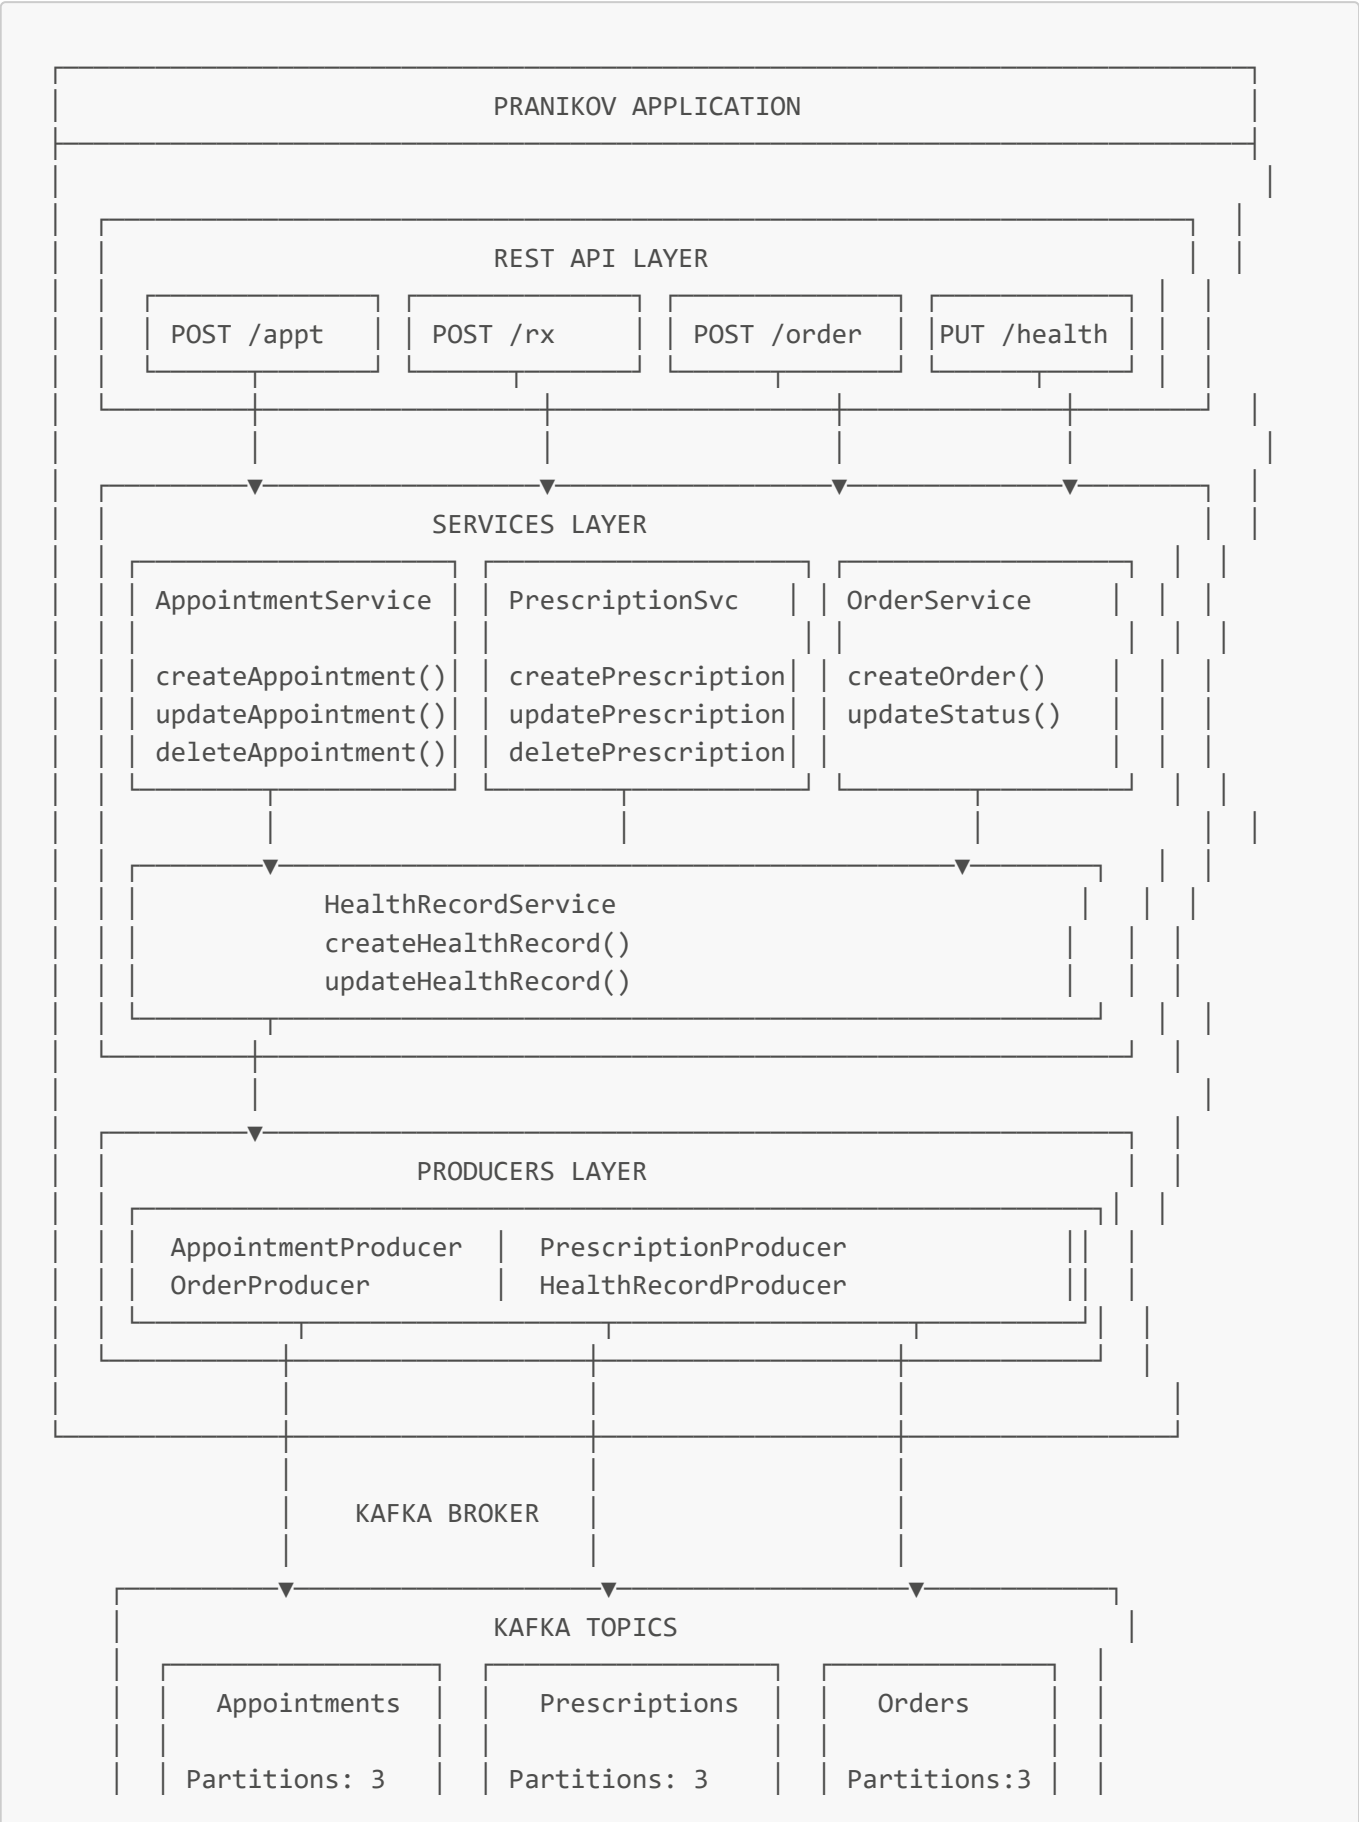 PRANIKOV APPLICATION
REST API LAYER
POST /appt POST /rx POST /order PUT /health
SERVICES LAYER
AppointmentService PrescriptionSvc OrderService
createAppointment() createPrescription createOrder()
updateAppointment() updatePrescription updateStatus()
deleteAppointment() deletePrescription
HealthRecordService
createHealthRecord()
updateHealthRecord()
PRODUCERS LAYER
AppointmentProducer PrescriptionProducer
OrderProducer HealthRecordProducer
KAFKA BROKER
KAFKA TOPICS
Appointments Prescriptions Orders
Partitions: 3 Partitions: 3 Partitions:3